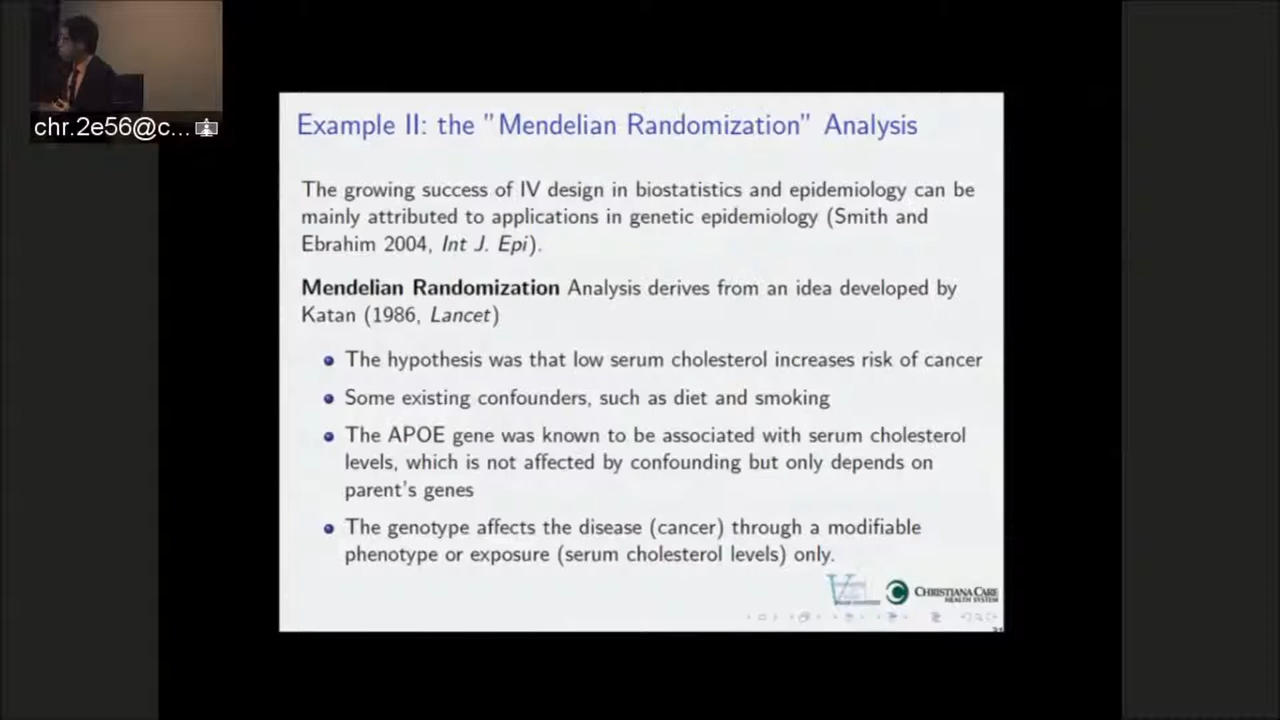 chr.2e56@c...
Example II: the "Mendelian Randomization" Analysis
The growing success of IV design in biostatistics and epidemiology can be
mainly attributed to applications in genetic epidemiology (Smith and
Ebrahim 2004, Int J. Epi).
Mendelian Randomization Analysis derives from an idea developed by
Katan (1986, Lancet)
The hypothesis was that low serum cholesterol increases risk of cancer
Some existing confounders, such as diet and smoking
The APOE gene was known to be associated with serum cholesterol
levels, which is not affected by confounding but only depends on
parent's genes
The genotype affects the disease (cancer) through a modifiable
phenotype or exposure (serum cholesterol levels) only.
CHRISTIANA CARE
HEALTH SYSTEM